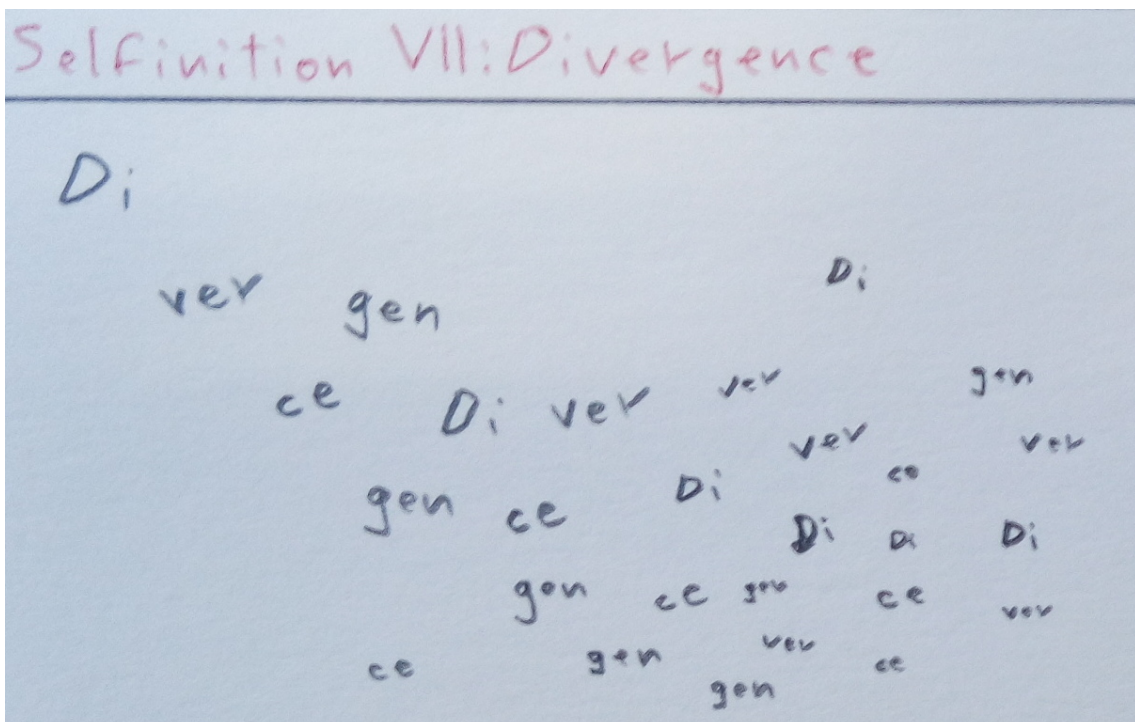 Selfinition VII: Divergence
Di
Di
ver gen
ver gen
ce Di ver
ver ver
ce
gen ce Di
Di Di Di
gen ce gen ce ver
ver
ce gen ce
gen